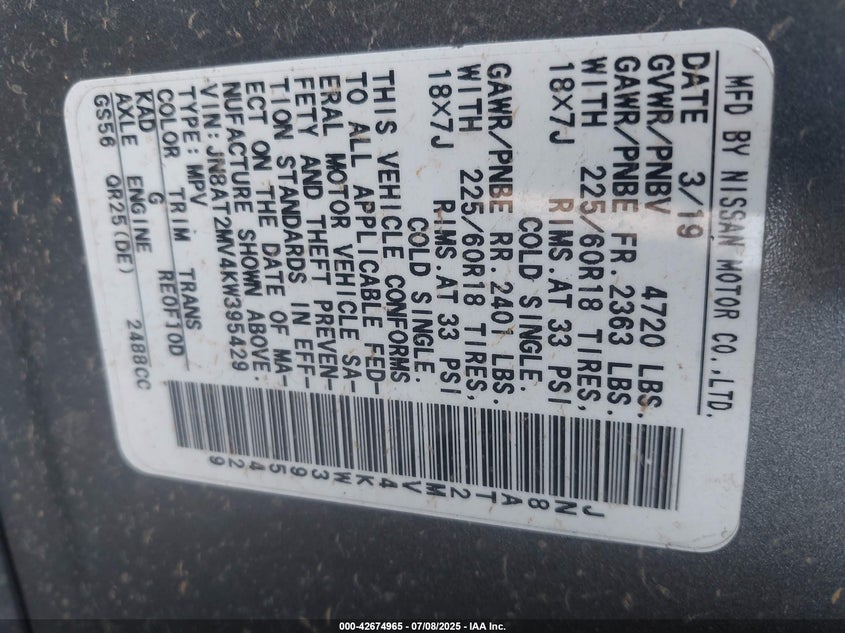 MFD BY NISSAN MOTOR CO.,LTD.
DATE 3/19
GVWR/PNBV 4720 LBS.
GAWR/PNBE FR.2363 LBS.
WITH 225/60R18 TIRES,
18X7J RIMS.AT 33 PSI
COLD SINGLE.
GAWR/PNBE RR.2401 LBS.
WITH 225/60R18 TIRES,
18X7J RIMS.AT 33 PSI
COLD SINGLE.
THIS VEHICLE CONFORMS
TO ALL APPLICABLE FED-
ERAL MOTOR VEHICLE SA-
FETY AND THEFT PREVEN-
TION STANDARDS IN EFF-
ECT ON THE DATE OF MA-
NUFACTURE SHOWN ABOVE.
VIN:JN8AT2MV4KW395429
TYPE:MPV
COLOR TRIM TRANS
KAD G RE0F10D
AXLE ENGINE
GS56 QR25(DE) 2488CC
JN8AT2MV4KW395429
000-42674965 - 07/08/2025 - IAA Inc.